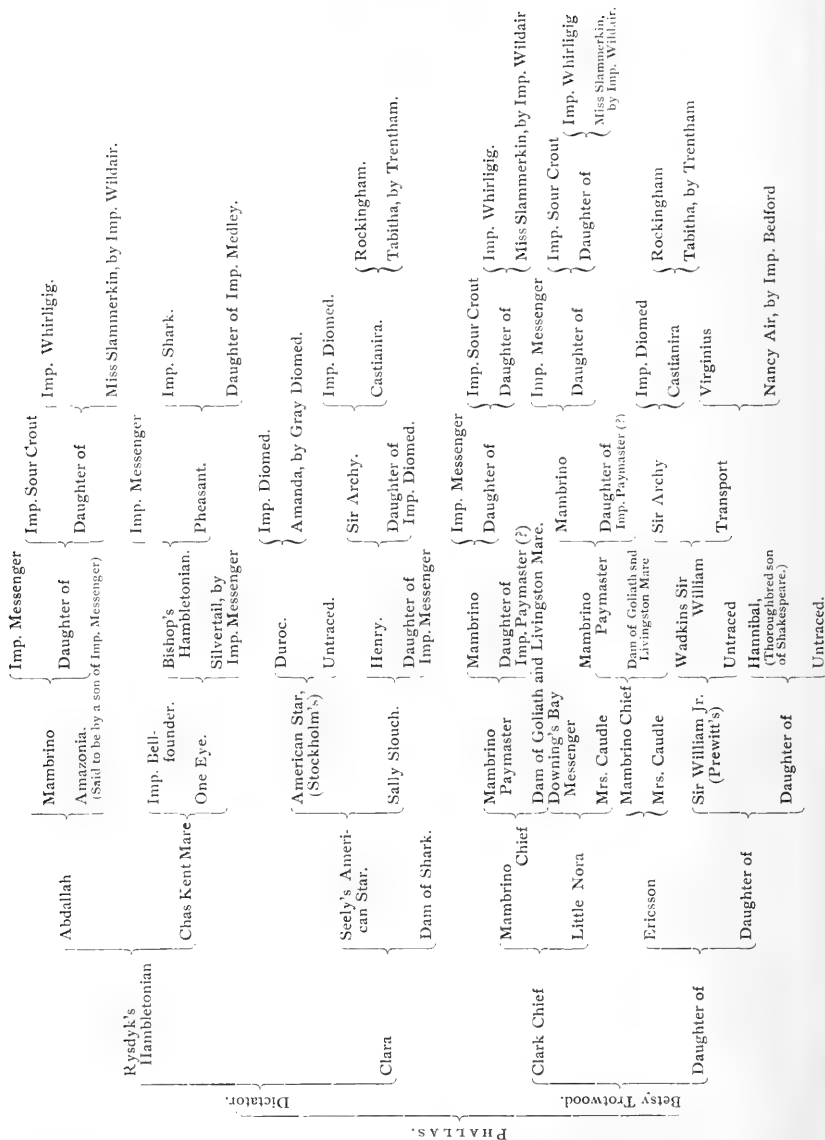 PHALLAS.
Dictator.
Betsy Trotwood.
Rysdyk's
Hambletonian
Clara
Clark Chief
Daughter of
Abdallah
Chas Kent Mare
Seely's Ameri-
can Star.
Dam of Shark.
Mambrino
Chief
Little Nora
Ericsson
Daughter of
Mambrino
Amazonia.
(Said to be by a son of Imp. Messenger)
Imp. Bell-
founder.
One Eye.
American Star,
(Stockholm's)
Sally Slouch.
Mambrino
Paymaster
Dam of Goliath and Livingston Mare.
Downing's Bay
Messenger
Mrs. Caudle
Mambrino Chief
Mrs. Caudle
Sir William Jr.
(Prewitt's)
Daughter of
Imp. Messenger
Daughter of
Bishop's
Hambletonian.
Silvertail, by
Imp. Messenger
Duroc.
Untraced.
Henry.
Daughter of
Imp. Messenger
Mambrino
Daughter of
Imp. Paymaster (?)
Mambrino
Paymaster
Dam of Goliath snd
Livingston Mare
Wadkins Sir
William
Untraced
Hannibal,
(Thoroughbred son
of Shakespeare.)
Untraced.
Imp. Sour Crout
Daughter of
Imp. Messenger
Pheasant.
Imp. Diomed.
Amanda, by Gray Diomed.
Sir Archy.
Daughter of
Imp. Diomed.
Imp. Messenger
Daughter of
Mambrino
Daughter of
Imp. Paymaster (?)
Sir Archy
Transport
Imp. Whirligig.
Miss Slammerkin, by Imp. Wildair.
Imp. Shark.
Daughter of Imp. Medley.
Imp. Diomed.
Castianira.
Imp. Sour Crout
Daughter of
Imp. Messenger
Daughter of
Imp. Diomed
Castianira
Virginius
Nancy Air, by Imp. Bedford
Rockingham.
Tabitha, by Trentham.
Imp. Whirligig.
Miss Slammerkin, by Imp. Wildair
Imp. Sour Crout
Daughter of
Rockingham
Tabitha, by Trentham
Imp. Whirligig
Miss Slammerkin,
by Imp. Wildair.